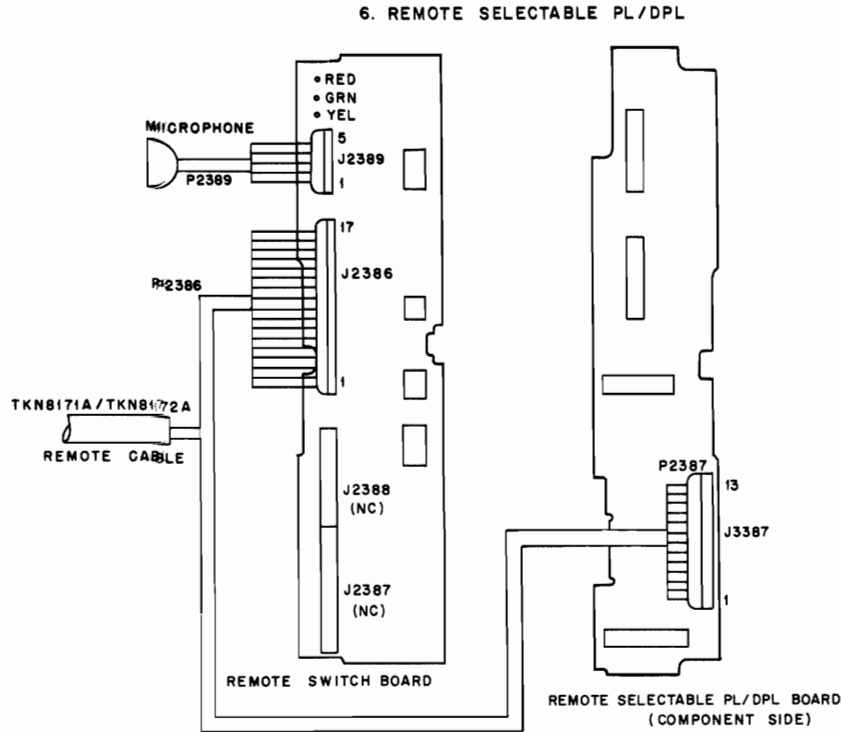 6. REMOTE SELECTABLE PL/DPL
RED
GRN
YEL
MICROPHONE
5
J2389
P2389
1
17
J2386
P2386
1
TKN8171A/TKN8172A
REMOTE CABLE
J2388
(NC)
J2387
(NC)
P2387
13
J3387
1
REMOTE SWITCH BOARD
REMOTE SELECTABLE PL/DPL BOARD
(COMPONENT SIDE)